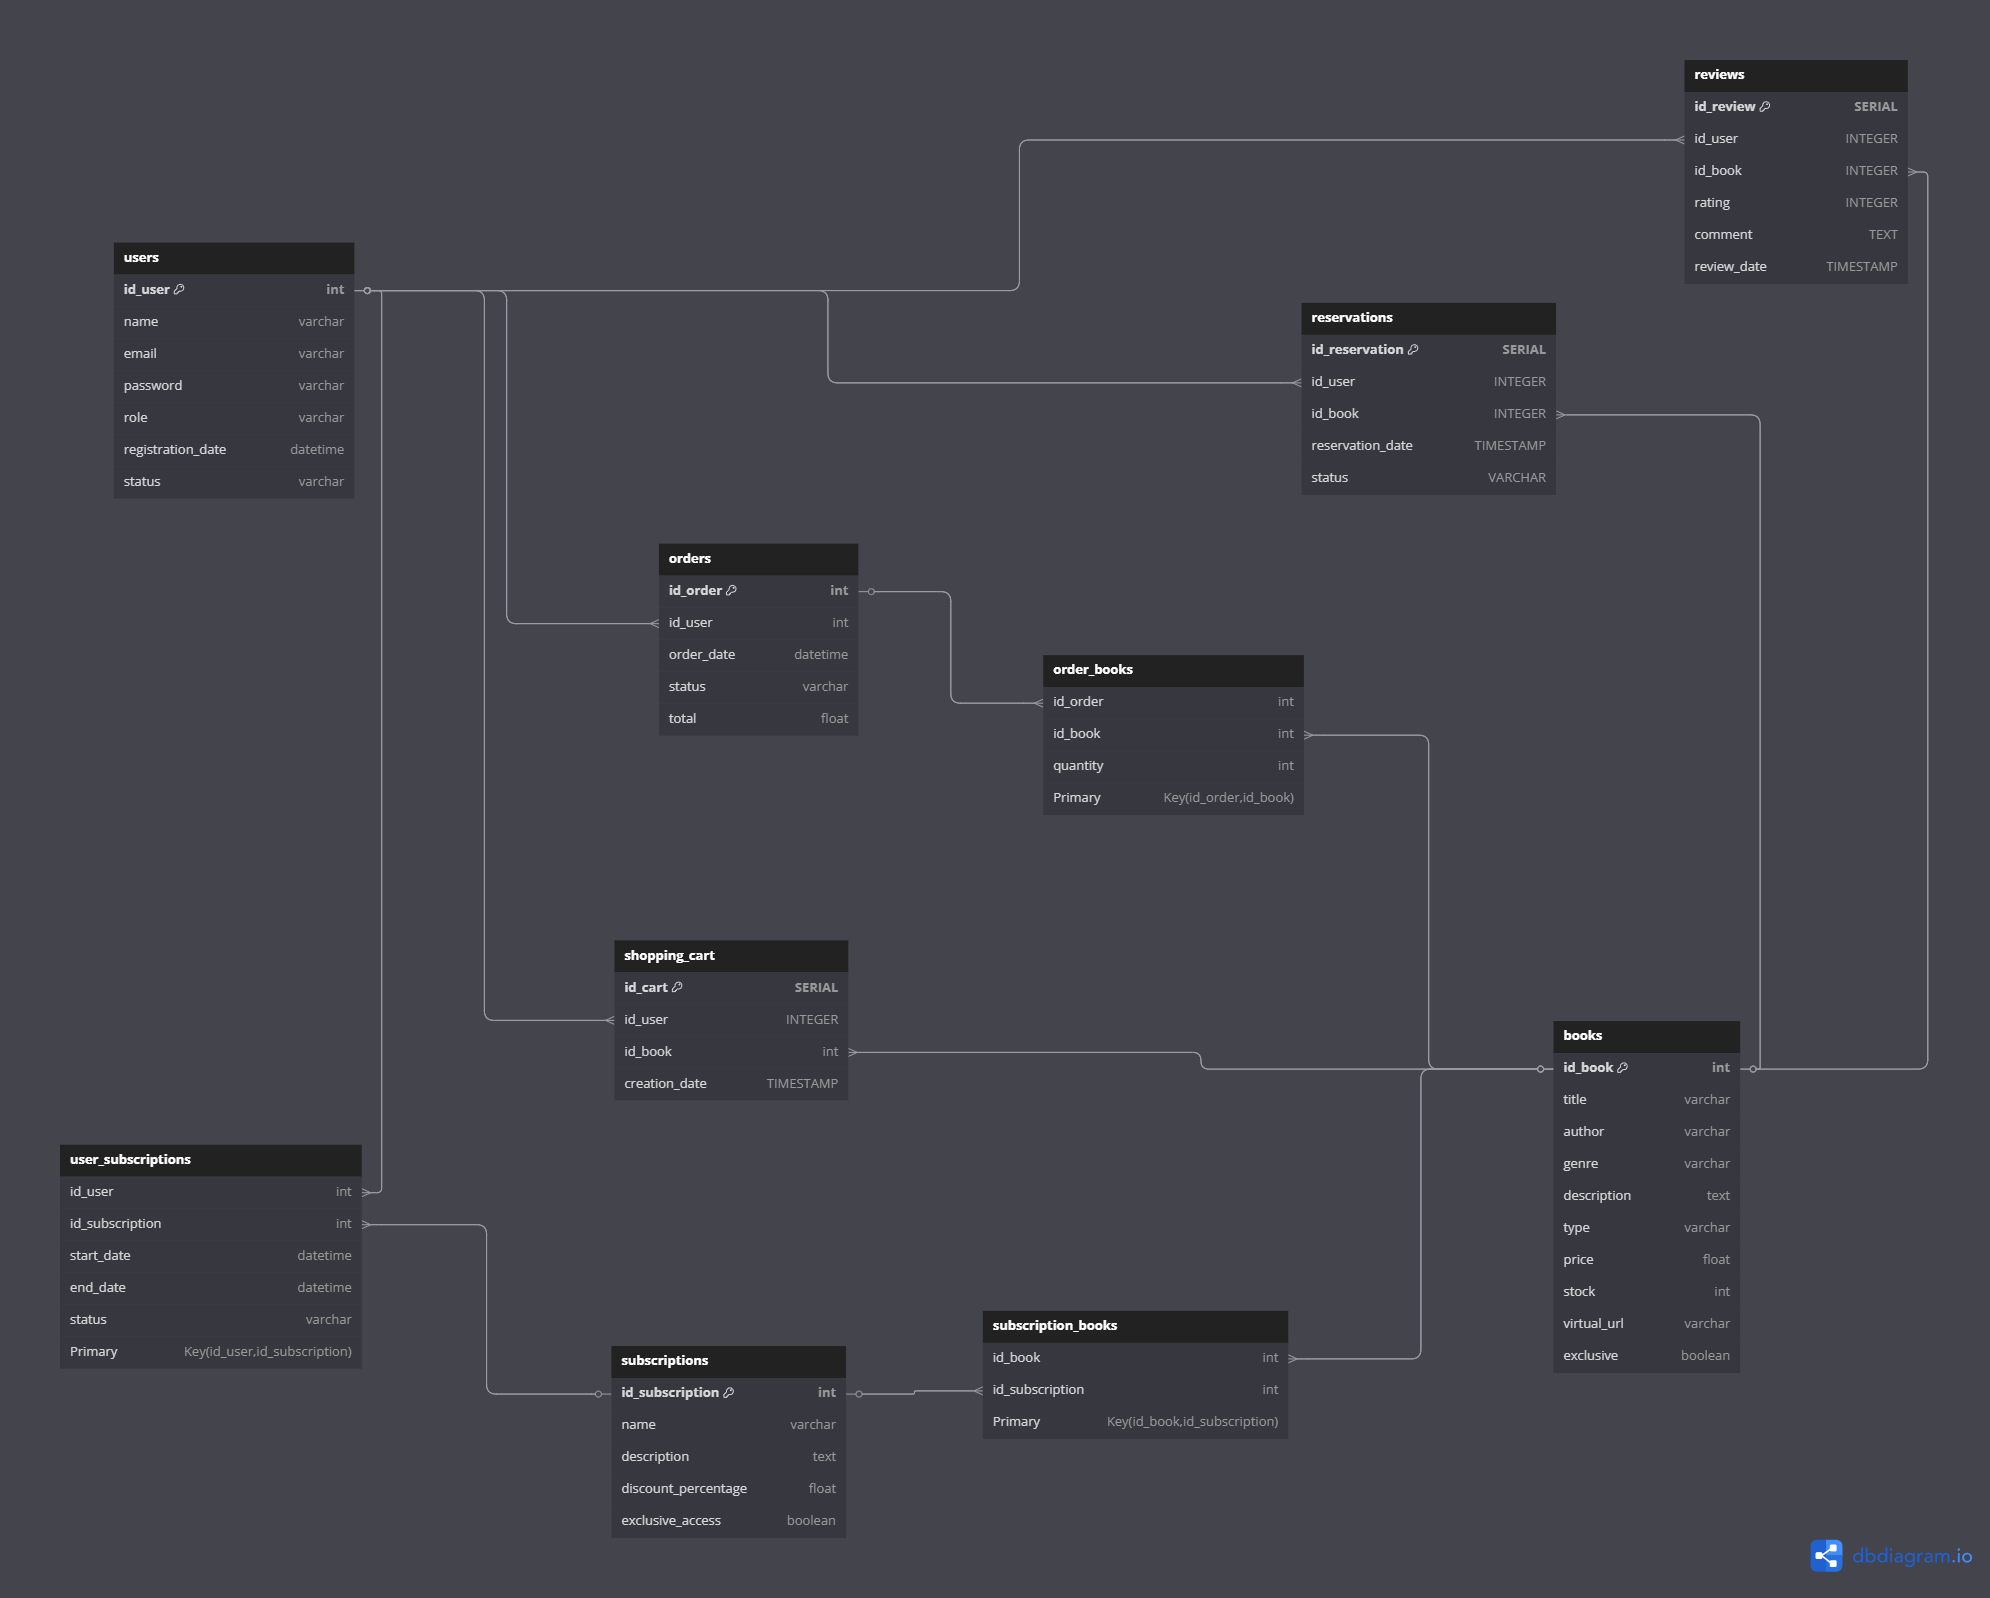 reviews
id_review SERIAL
id_user INTEGER
id_book INTEGER
rating INTEGER
comment TEXT
review_date TIMESTAMP
users
id_user int
name varchar
email varchar
password varchar
role varchar
registration_date datetime
status varchar
reservations
id_reservation SERIAL
id_user INTEGER
id_book INTEGER
reservation_date TIMESTAMP
status VARCHAR
orders
id_order int
id_user int
order_date datetime
status varchar
total float
order_books
id_order int
id_book int
quantity int
Primary Key(id_order,id_book)
shopping_cart
id_cart SERIAL
id_user INTEGER
id_book int
creation_date TIMESTAMP
books
id_book int
title varchar
author varchar
genre varchar
description text
type varchar
price float
stock int
virtual_url varchar
exclusive boolean
user_subscriptions
id_user int
id_subscription int
start_date datetime
end_date datetime
status varchar
Primary Key(id_user,id_subscription)
subscriptions
id_subscription int
name varchar
description text
discount_percentage float
exclusive_access boolean
subscription_books
id_book int
id_subscription int
Primary Key(id_book,id_subscription)
dbdiagram.io